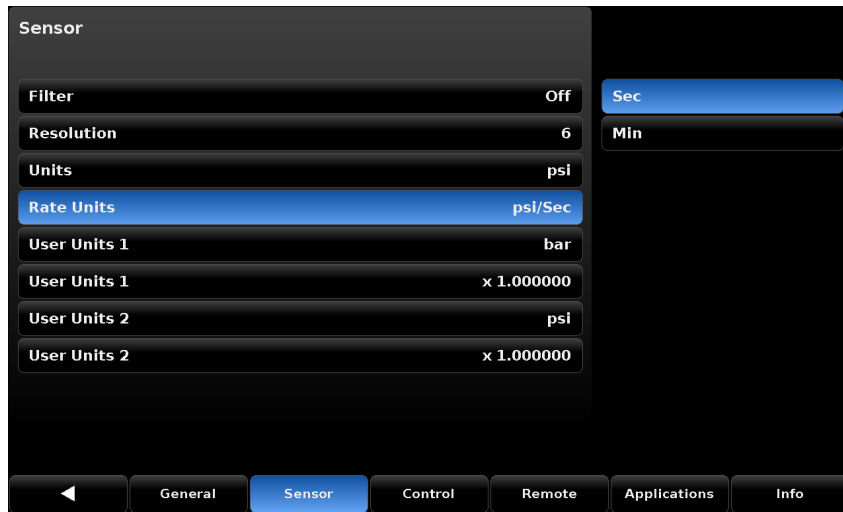 Sensor
Filter Off
Resolution 6
Units psi
Rate Units psi/Sec
User Units 1 bar
User Units 1 x 1.000000
User Units 2 psi
User Units 2 x 1.000000
Sec
Min
General Sensor Control Remote Applications Info